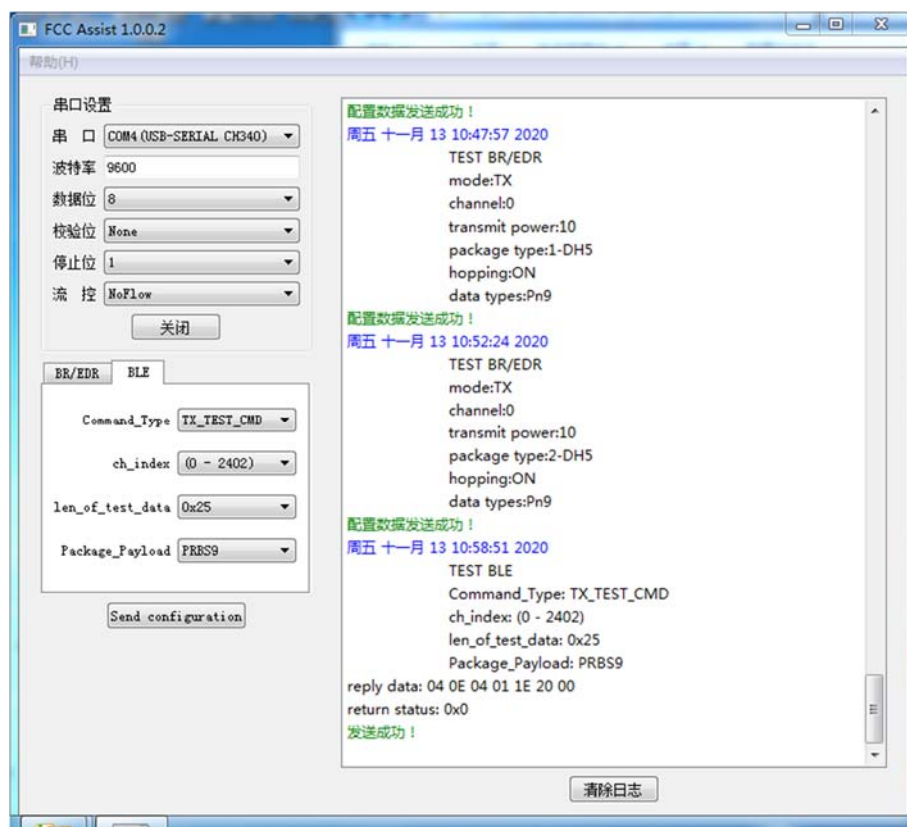 FCC Assist 1.0.0.2
帮助(H)
串口设置
串 口 COM4 (USB-SERIAL CH340)
波特率 9600
数据位 8
校验位 None
停止位 1
流 控 NoFlow
关闭
BR/EDR BLE
Command_Type TX_TEST_CMD
ch_index (0 - 2402)
len_of_test_data 0x25
Package_Payload PRBS9
Send configuration
配置数据发送成功！
周五 十一月 13 10:47:57 2020
TEST BR/EDR
mode:TX
channel:0
transmit power:10
package type:1-DH5
hopping:ON
data types:Pn9
配置数据发送成功！
周五 十一月 13 10:52:24 2020
TEST BR/EDR
mode:TX
channel:0
transmit power:10
package type:2-DH5
hopping:ON
data types:Pn9
配置数据发送成功！
周五 十一月 13 10:58:51 2020
TEST BLE
Command_Type: TX_TEST_CMD
ch_index: (0 - 2402)
len_of_test_data: 0x25
Package_Payload: PRBS9
reply data: 04 0E 04 01 1E 20 00
return status: 0x0
发送成功！
清除日志